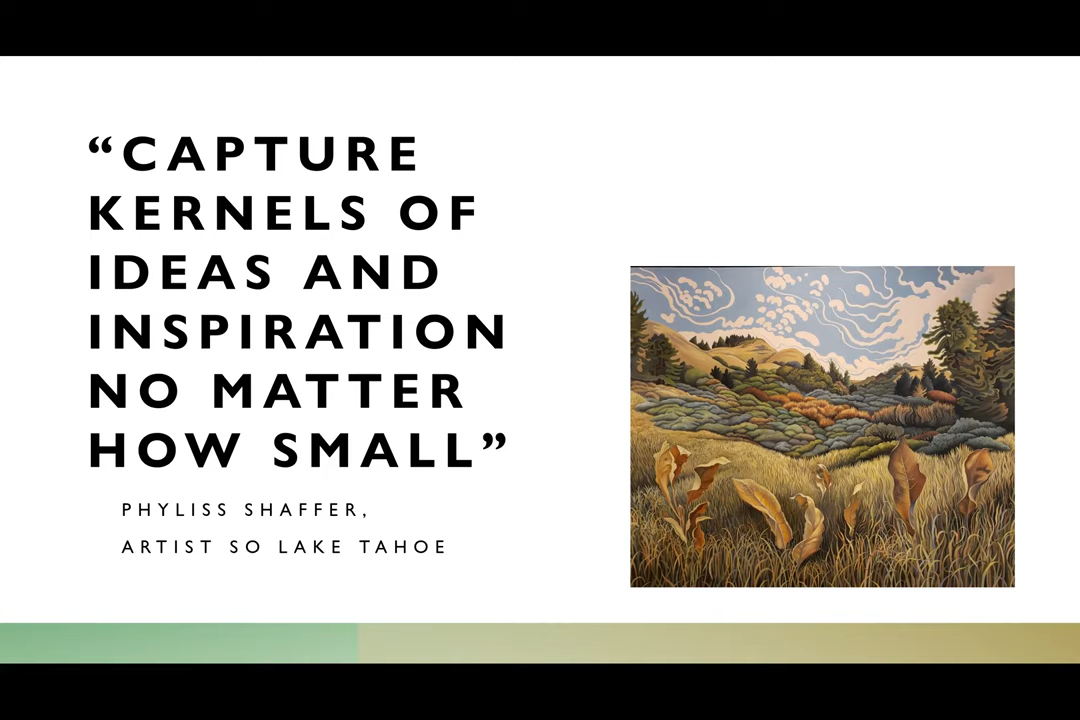 “CAPTURE
KERNELS OF
IDEAS AND
INSPIRATION
NO MATTER
HOW SMALL”
PHYLISS SHAFFER,
ARTIST SO LAKE TAHOE